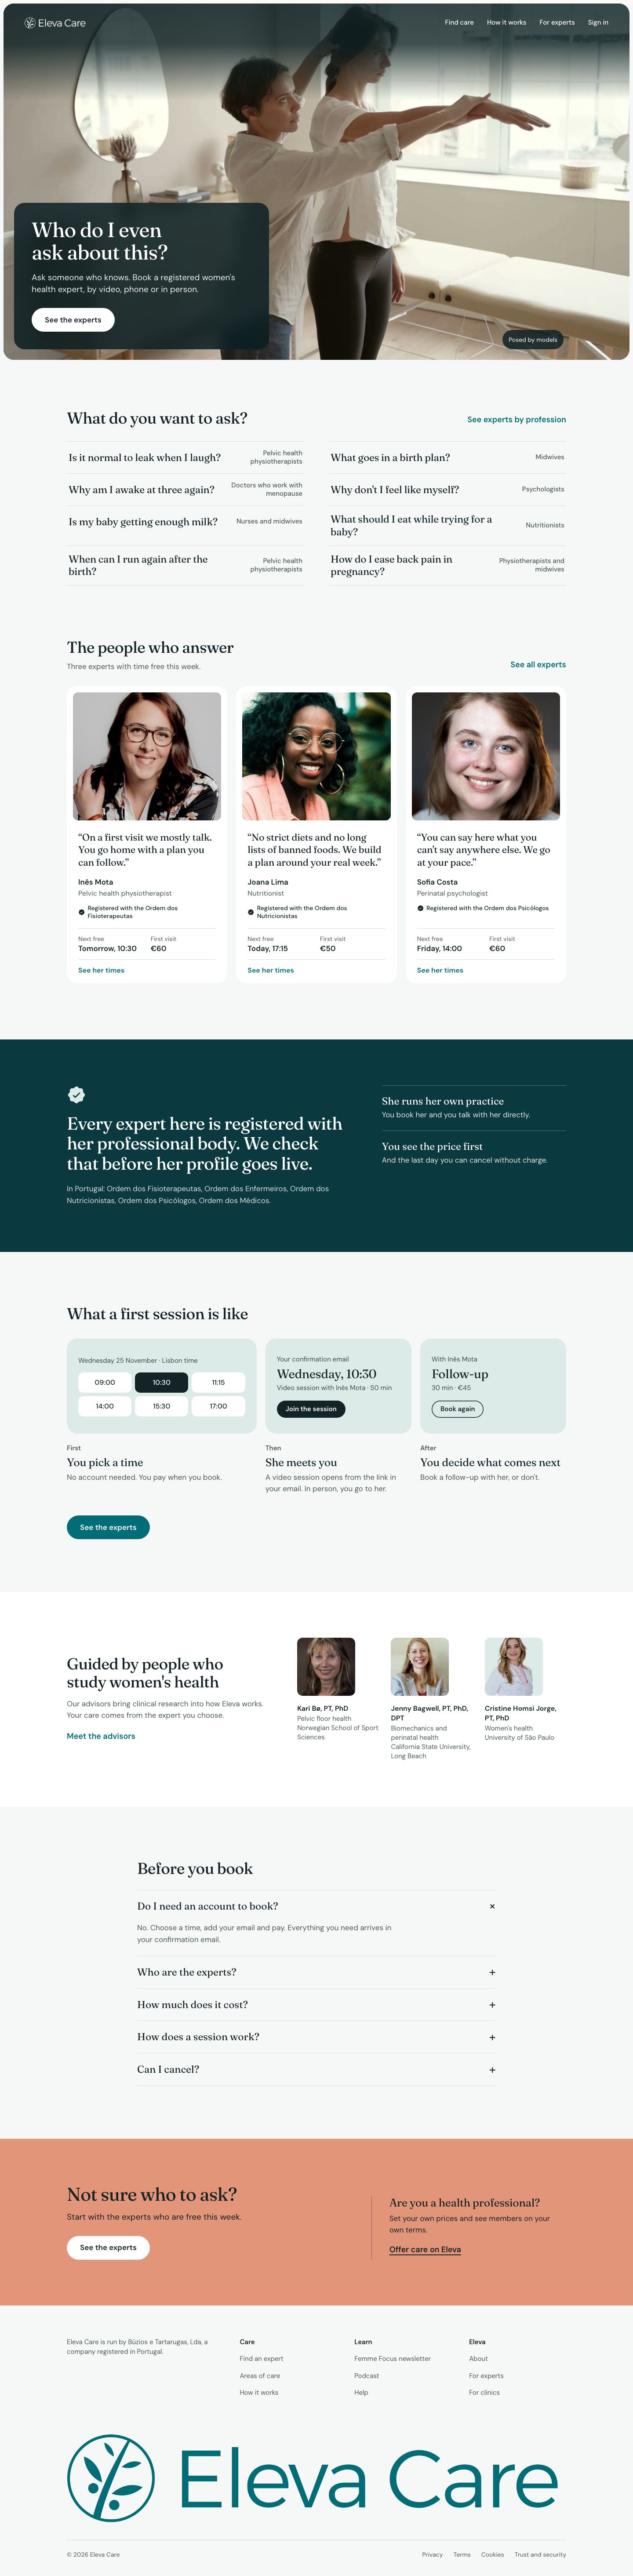 Eleva Care
Find care
How it works
For experts
Sign in
Who do I even
ask about this?
Ask someone who knows. Book a registered women's
health expert, by video, phone or in person.
See the experts
Posed by models
What do you want to ask?
See experts by profession
Is it normal to leak when I laugh?
Pelvic health
physiotherapists
What goes in a birth plan?
Midwives
Why am I awake at three again?
Doctors who work with
menopause
Why don't I feel like myself?
Psychologists
Is my baby getting enough milk?
Nurses and midwives
What should I eat while trying for a
baby?
Nutritionists
When can I run again after the
birth?
Pelvic health
physiotherapists
How do I ease back pain in
pregnancy?
Physiotherapists and
midwives
The people who answer
Three experts with time free this week.
See all experts
“On a first visit we mostly talk.
You go home with a plan you
can follow.”
Inês Mota
Pelvic health physiotherapist
Registered with the Ordem dos
Fisioterapeutas
Next free
First visit
Tomorrow, 10:30
€60
See her times
“No strict diets and no long
lists of banned foods. We build
a plan around your real week.”
Joana Lima
Nutritionist
Registered with the Ordem dos
Nutricionistas
Next free
First visit
Today, 17:15
€50
See her times
“You can say here what you
can't say anywhere else. We go
at your pace.”
Sofia Costa
Perinatal psychologist
Registered with the Ordem dos Psicólogos
Next free
First visit
Friday, 14:00
€60
See her times
Every expert here is registered with
her professional body. We check
that before her profile goes live.
In Portugal: Ordem dos Fisioterapeutas, Ordem dos Enfermeiros, Ordem dos
Nutricionistas, Ordem dos Psicólogos, Ordem dos Médicos.
She runs her own practice
You book her and you talk with her directly.
You see the price first
And the last day you can cancel without charge.
What a first session is like
Wednesday 25 November · Lisbon time
09:00
10:30
11:15
14:00
15:30
17:00
First
You pick a time
No account needed. You pay when you book.
Your confirmation email
Wednesday, 10:30
Video session with Inês Mota · 50 min
Join the session
Then
She meets you
A video session opens from the link in
your email. In person, you go to her.
With Inês Mota
Follow-up
30 min · €45
Book again
After
You decide what comes next
Book a follow-up with her, or don't.
See the experts
Guided by people who
study women's health
Our advisors bring clinical research into how Eleva works.
Your care comes from the expert you choose.
Meet the advisors
Kari Bø, PT, PhD
Pelvic floor health
Norwegian School of Sport
Sciences
Jenny Bagwell, PT, PhD,
DPT
Biomechanics and
perinatal health
California State University,
Long Beach
Cristine Homsi Jorge,
PT, PhD
Women's health
University of São Paulo
Before you book
Do I need an account to book?
No. Choose a time, add your email and pay. Everything you need arrives in
your confirmation email.
Who are the experts?
How much does it cost?
How does a session work?
Can I cancel?
Not sure who to ask?
Start with the experts who are free this week.
See the experts
Are you a health professional?
Set your own prices and see members on your
own terms.
Offer care on Eleva
Eleva Care is run by Búzios e Tartarugas, Lda, a
company registered in Portugal.
Care
Find an expert
Areas of care
How it works
Learn
Femme Focus newsletter
Podcast
Help
Eleva
About
For experts
For clinics
Eleva Care
© 2026 Eleva Care
Privacy
Terms
Cookies
Trust and security